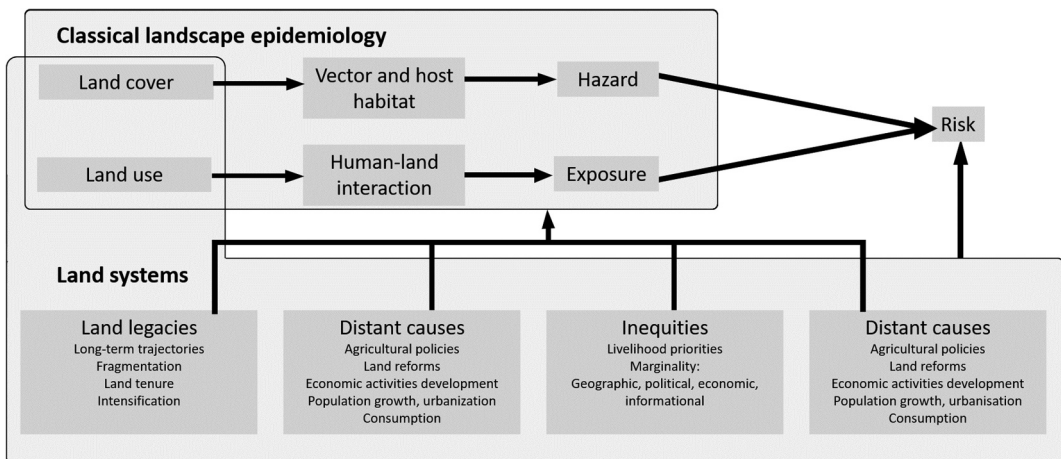 Classical landscape epidemiology
Land cover
Vector and host
habitat
Hazard
Risk
Land use
Human-land
interaction
Exposure
Land systems
Land legacies
Long-term trajectories
Fragmentation
Land tenure
Intensification
Distant causes
Agricultural policies
Land reforms
Economic activities development
Population growth, urbanization
Consumption
Inequities
Livelihood priorities
Marginality:
Geographic, political, economic,
informational
Distant causes
Agricultural policies
Land reforms
Economic activities development
Population growth, urbanisation
Consumption